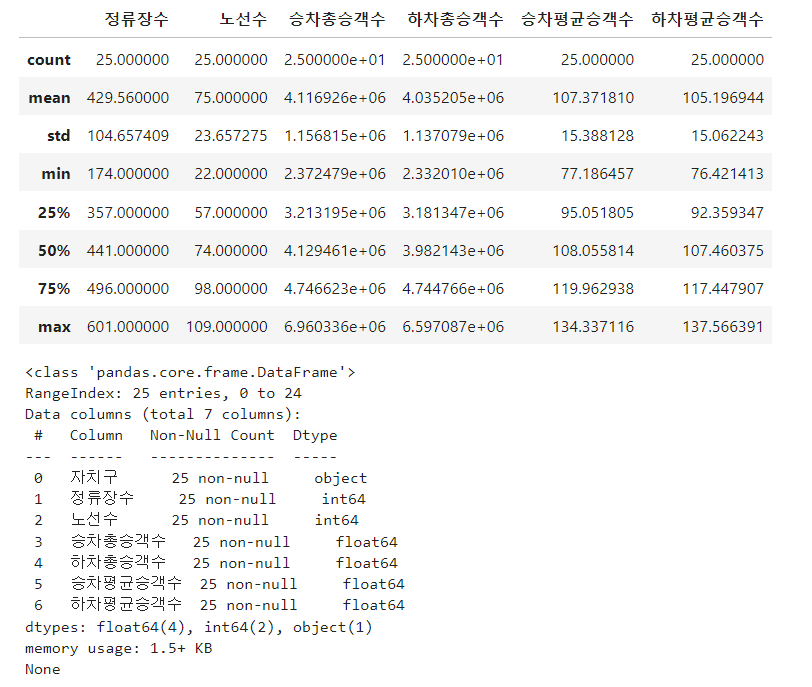 정류장수 노선수 승차총승객수 하차총승객수 승차평균승객수 하차평균승객수
count 25.000000 25.000000 2.500000e+01 2.500000e+01 25.000000 25.000000
mean 429.560000 75.000000 4.116926e+06 4.035205e+06 107.371810 105.196944
std 104.657409 23.657275 1.156815e+06 1.137079e+06 15.388128 15.062243
min 174.000000 22.000000 2.372479e+06 2.332010e+06 77.186457 76.421413
25% 357.000000 57.000000 3.213195e+06 3.181347e+06 95.051805 92.359347
50% 441.000000 74.000000 4.129461e+06 3.982143e+06 108.055814 107.460375
75% 496.000000 98.000000 4.746623e+06 4.744766e+06 119.962938 117.447907
max 601.000000 109.000000 6.960336e+06 6.597087e+06 134.337116 137.566391
<class 'pandas.core.frame.DataFrame'>
RangeIndex: 25 entries, 0 to 24
Data columns (total 7 columns):
 #   Column   Non-Null Count  Dtype
---  ------   --------------  -----
 0   자치구      25 non-null     object
 1   정류장수     25 non-null     int64
 2   노선수      25 non-null     int64
 3   승차총승객수   25 non-null     float64
 4   하차총승객수   25 non-null     float64
 5   승차평균승객수  25 non-null     float64
 6   하차평균승객수  25 non-null     float64
dtypes: float64(4), int64(2), object(1)
memory usage: 1.5+ KB
None